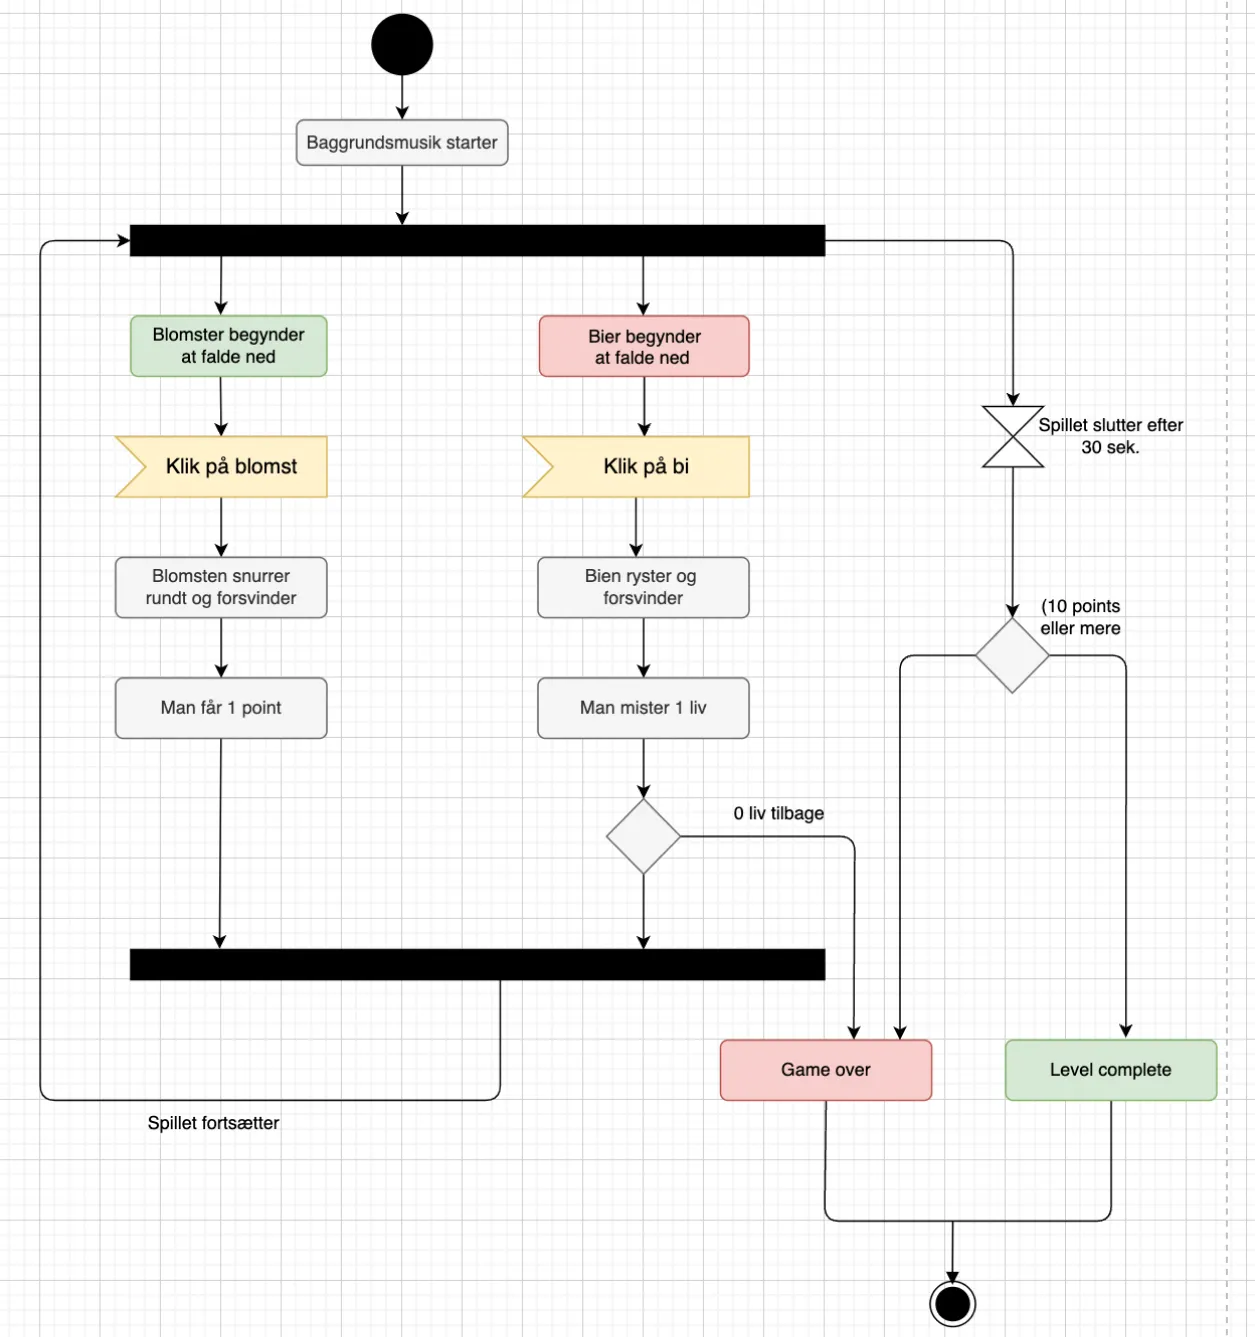 Baggrundsmusik starter
Blomster begynder
at falde ned
Bier begynder
at falde ned
Spillet slutter efter
30 sek.
Klik på blomst
Klik på bi
Blomsten snurrer
rundt og forsvinder
Bien ryster og
forsvinder
(10 points
eller mere
Man får 1 point
Man mister 1 liv
0 liv tilbage
Game over
Level complete
Spillet fortsætter